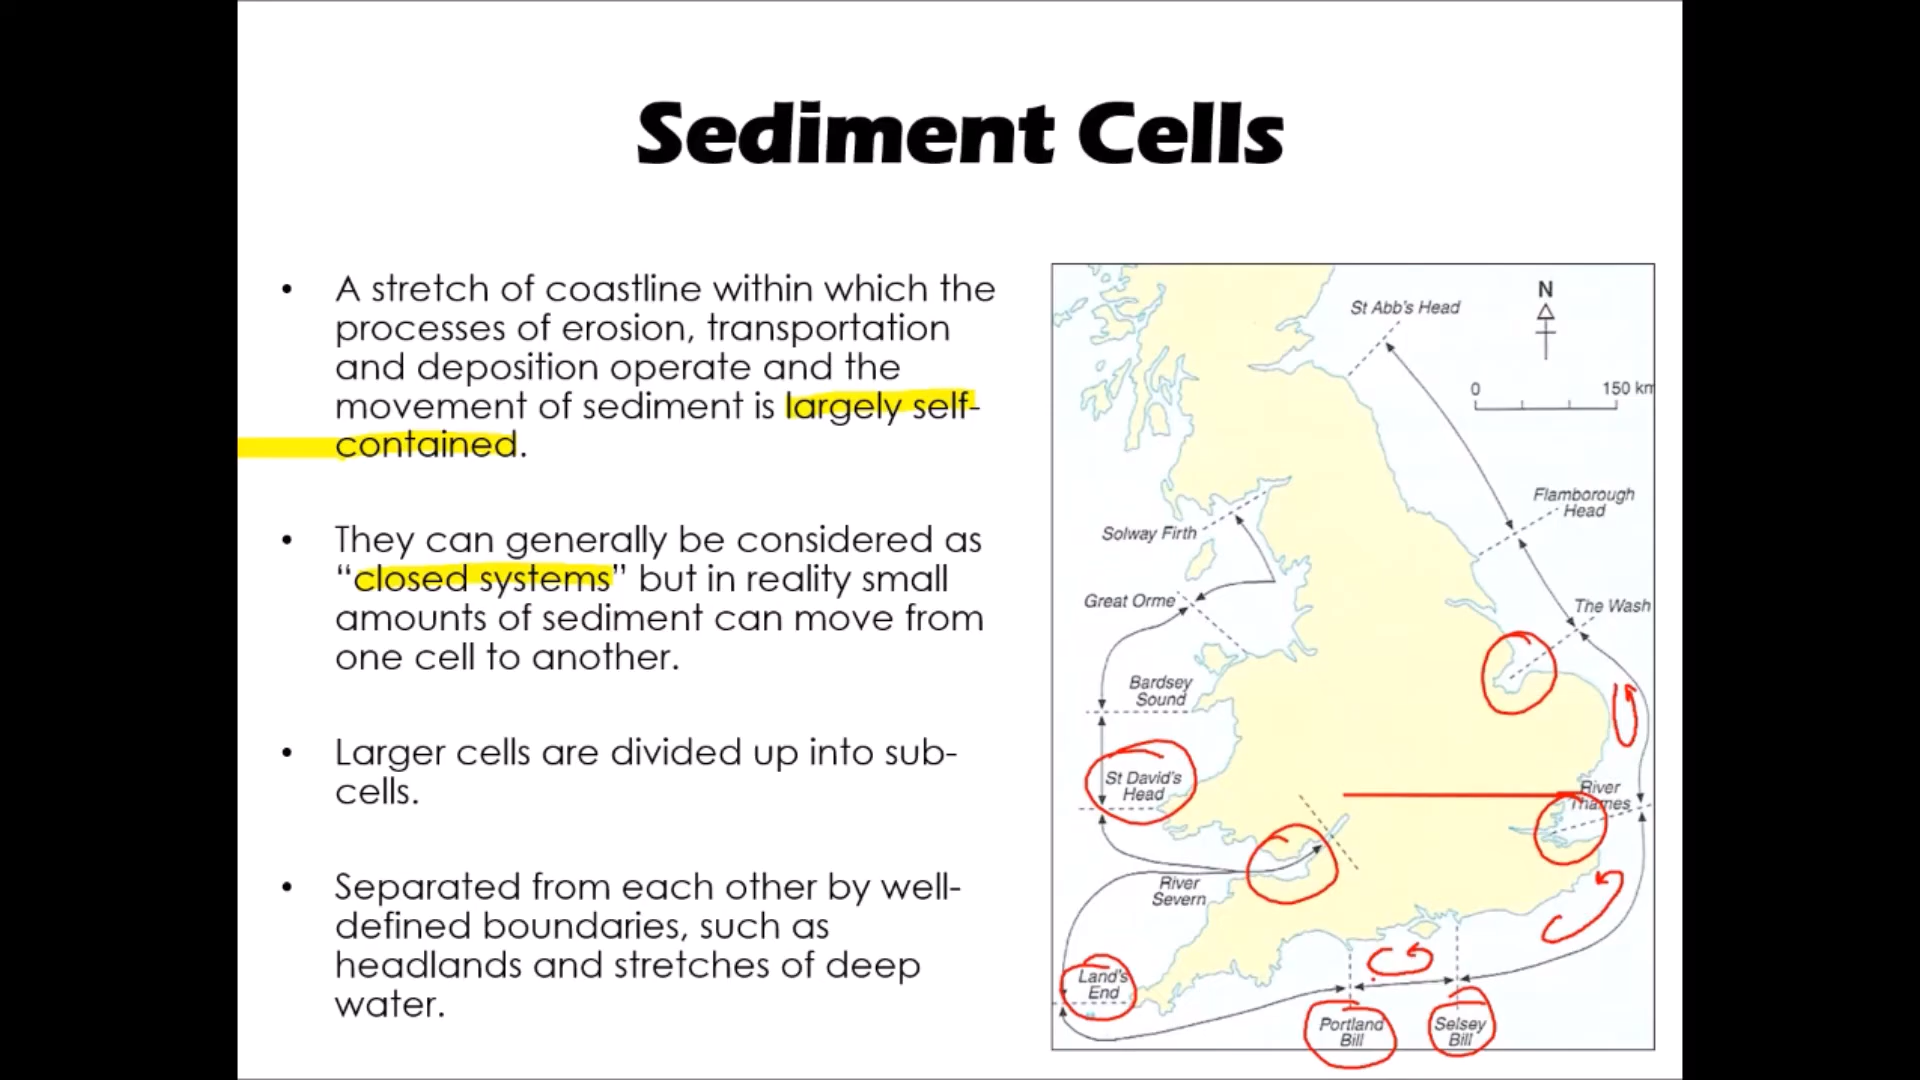 Sediment Cells
• A stretch of coastline within which the
processes of erosion, transportation
and deposition operate and the
movement of sediment is largely self-
contained.
• They can generally be considered as
“closed systems” but in reality small
amounts of sediment can move from
one cell to another.
• Larger cells are divided up into sub-
cells.
• Separated from each other by well-
defined boundaries, such as
headlands and stretches of deep
water.
St Abb's Head
N
0 150 km
Flamborough
Head
Solway Firth
Great Orme
The Wash
Bardsey
Sound
St David's
Head
River
Thames
River
Severn
Land's
End
Portland
Bill
Selsey
Bill